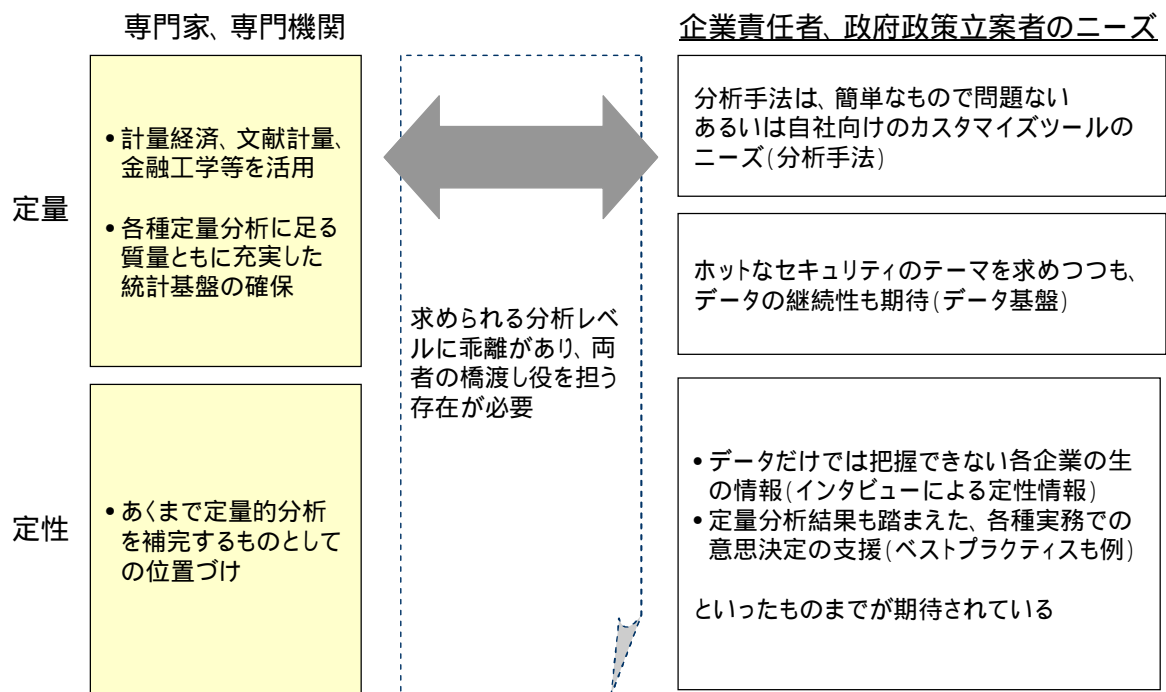 専門家、専門機関
企業責任者、政府政策立案者のニーズ
定量
• 計量経済、文献計量、
金融工学等を活用
• 各種定量分析に足る
質量ともに充実した
統計基盤の確保
求められる分析レベ
ルに乖離があり、両
者の橋渡し役を担う
存在が必要
分析手法は、簡単なもので問題ない
あるいは自社向けのカスタマイズツールの
ニーズ(分析手法)
ホットなセキュリティのテーマを求めつつも、
データの継続性も期待(データ基盤)
定性
• あくまで定量的分析
を補完するものとして
の位置づけ
• データだけでは把握できない各企業の生
の情報(インタビューによる定性情報)
• 定量分析結果も踏まえた、各種実務での
意思決定の支援(ベストプラクティスも例)
といったものまでが期待されている